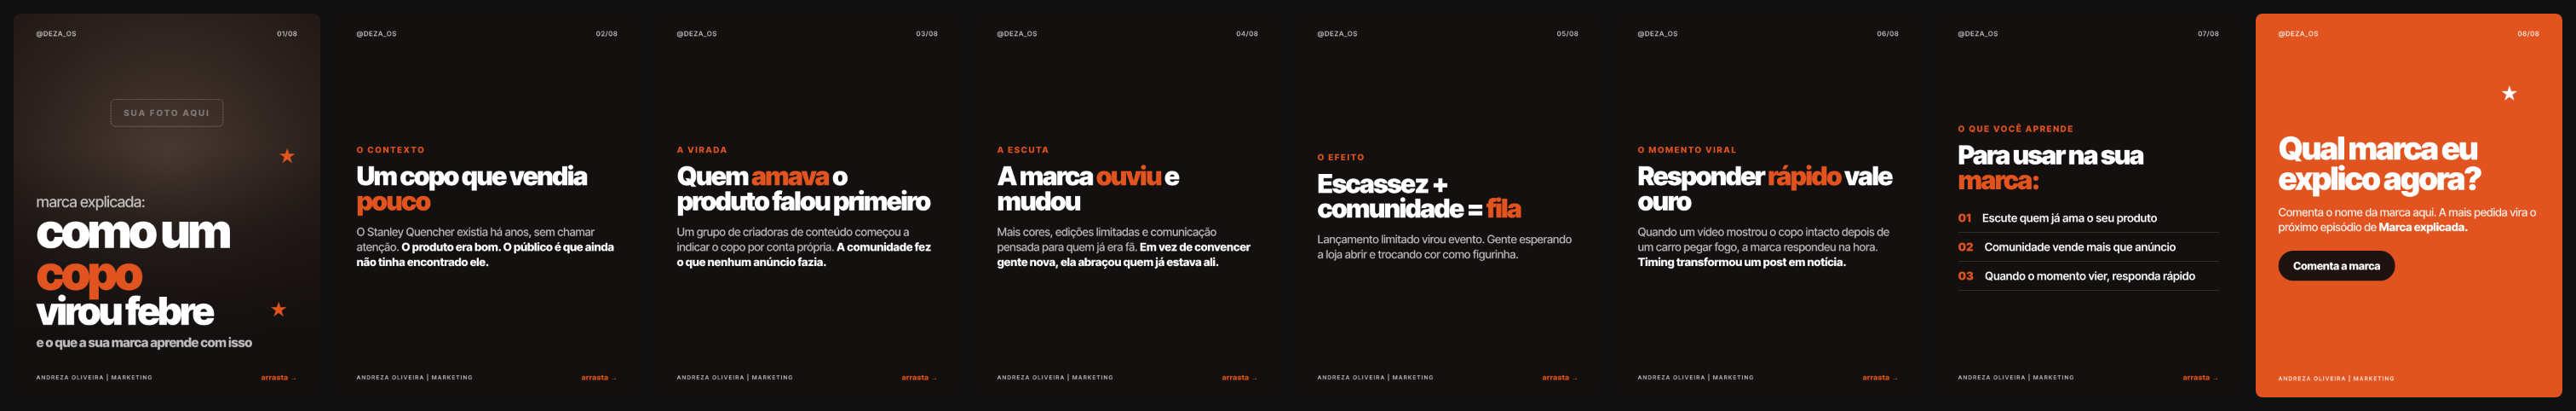 @DEZA_OS
01/08
SUA FOTO AQUI
marca explicada:
como um
copo
virou febre
e o que a sua marca aprende com isso
ANDREZA OLIVEIRA | MARKETING
arrasta →
@DEZA_OS
02/08
O CONTEXTO
Um copo que vendia
pouco
O Stanley Quencher existia há anos, sem chamar
atenção. O produto era bom. O público é que ainda
não tinha encontrado ele.
ANDREZA OLIVEIRA | MARKETING
arrasta →
@DEZA_OS
03/08
A VIRADA
Quem amava o
produto falou primeiro
Um grupo de criadoras de conteúdo começou a
indicar o copo por conta própria. A comunidade fez
o que nenhum anúncio fazia.
ANDREZA OLIVEIRA | MARKETING
arrasta →
@DEZA_OS
04/08
A ESCUTA
A marca ouviu e
mudou
Mais cores, edições limitadas e comunicação
pensada para quem já era fã. Em vez de convencer
gente nova, ela abraçou quem já estava ali.
ANDREZA OLIVEIRA | MARKETING
arrasta →
@DEZA_OS
05/08
O EFEITO
Escassez +
comunidade = fila
Lançamento limitado virou evento. Gente esperando
a loja abrir e trocando cor como figurinha.
ANDREZA OLIVEIRA | MARKETING
arrasta →
@DEZA_OS
06/08
O MOMENTO VIRAL
Responder rápido vale
ouro
Quando um vídeo mostrou o copo intacto depois de
um carro pegar fogo, a marca respondeu na hora.
Timing transformou um post em notícia.
ANDREZA OLIVEIRA | MARKETING
arrasta →
@DEZA_OS
07/08
O QUE VOCÊ APRENDE
Para usar na sua
marca:
01 Escute quem já ama o seu produto
02 Comunidade vende mais que anúncio
03 Quando o momento vier, responda rápido
ANDREZA OLIVEIRA | MARKETING
arrasta →
@DEZA_OS
08/08
Qual marca eu
explico agora?
Comenta o nome da marca aqui. A mais pedida vira o
próximo episódio de Marca explicada.
Comenta a marca
ANDREZA OLIVEIRA | MARKETING